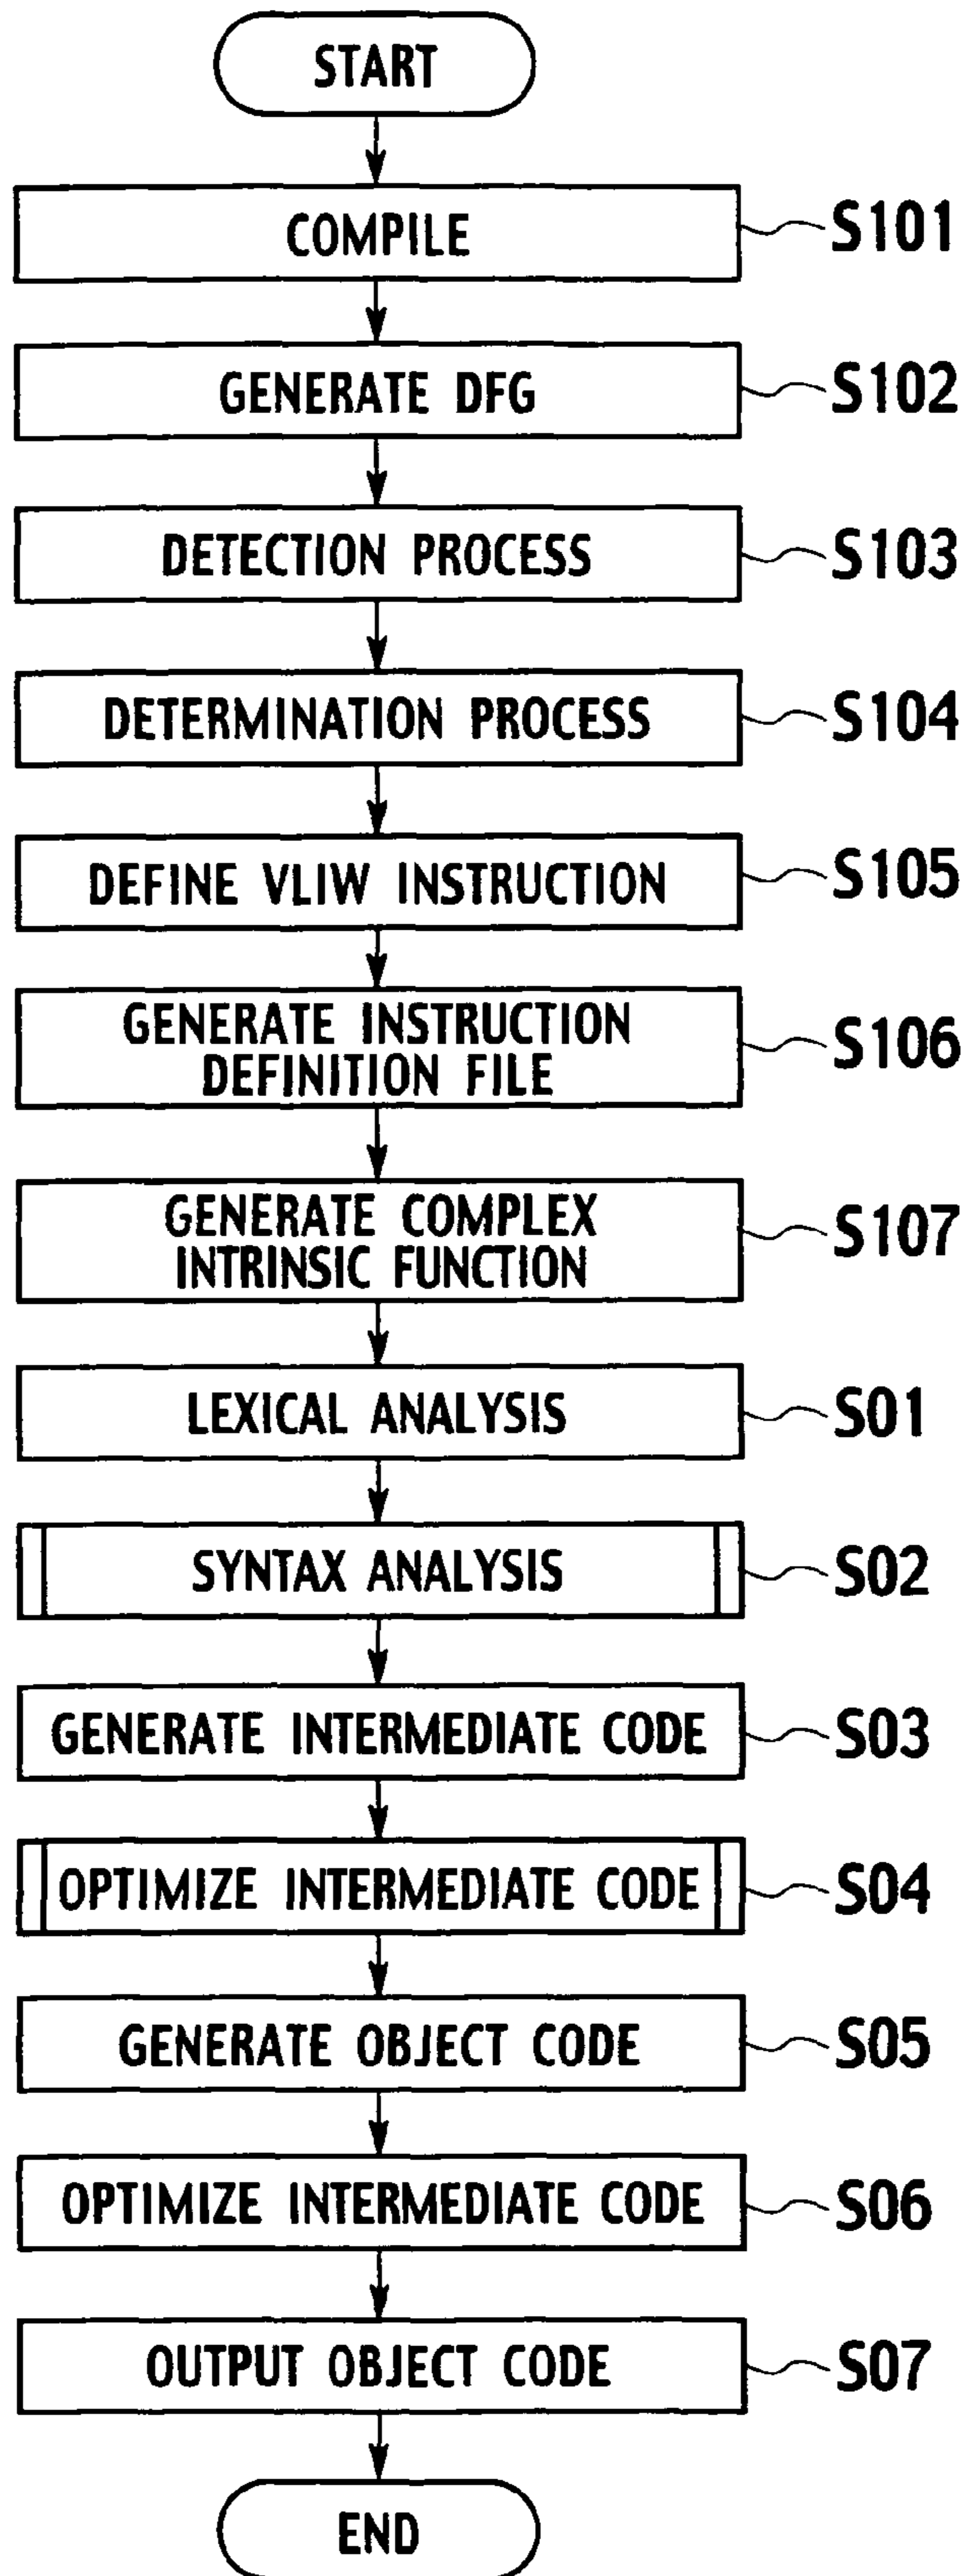 START
COMPILE
S101
GENERATE DFG
S102
DETECTION PROCESS
S103
DETERMINATION PROCESS
S104
DEFINE VLIW INSTRUCTION
S105
GENERATE INSTRUCTION
DEFINITION FILE
S106
GENERATE COMPLEX
INTRINSIC FUNCTION
S107
LEXICAL ANALYSIS
S01
SYNTAX ANALYSIS
S02
GENERATE INTERMEDIATE CODE
S03
OPTIMIZE INTERMEDIATE CODE
S04
GENERATE OBJECT CODE
S05
OPTIMIZE INTERMEDIATE CODE
S06
OUTPUT OBJECT CODE
S07
END